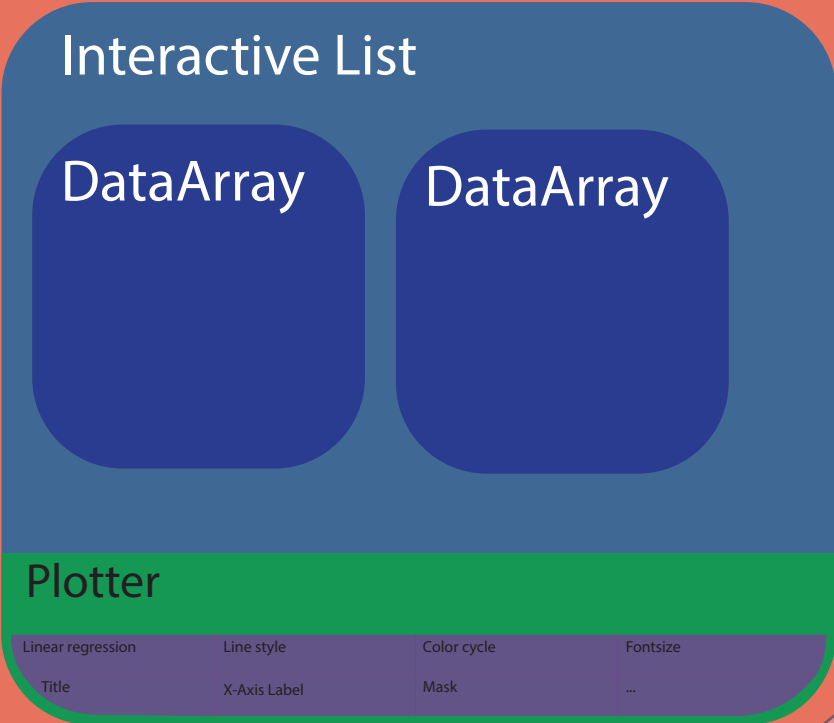 Interactive List
DataArray
DataArray
Plotter
Linear regression
Line style
Color cycle
Fontsize
Title
X-Axis Label
Mask
...